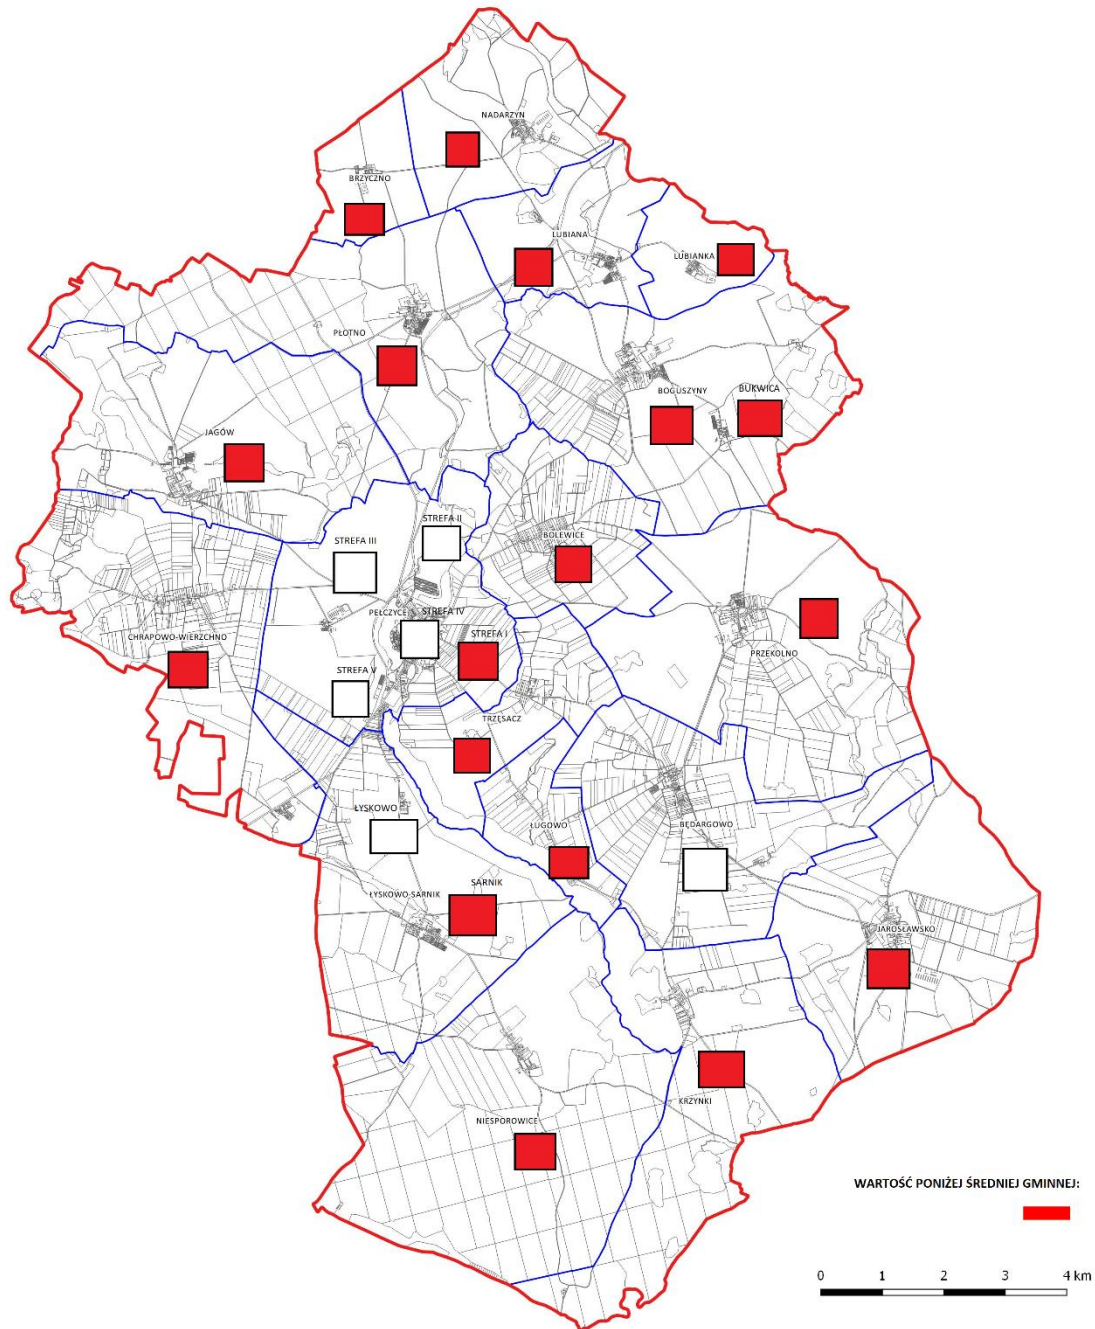 NADARZYN
BRZYCZNO
LUBIANA
LUBIANKA
PŁOTNO
BOGUSZYNY
BUKWICA
JAGÓW
STREFA II
STREFA III
BOLEWICE
PEŁCZYCE
STREFA IV
STREFA I
CHRAPOWO-WIERZCHNO
PRZEKOLNO
STREFA V
TRZĘSACZ
ŁYSKOWO
ŁUGOWO
BĘDARGOWO
SARNIK
ŁYSKOWO-SARNIK
JAROSŁAWSKO
KRZYNKI
NIESPOROWICE
WARTOŚĆ PONIŻEJ ŚREDNIEJ GMINNEJ:
0 1 2 3 4 km